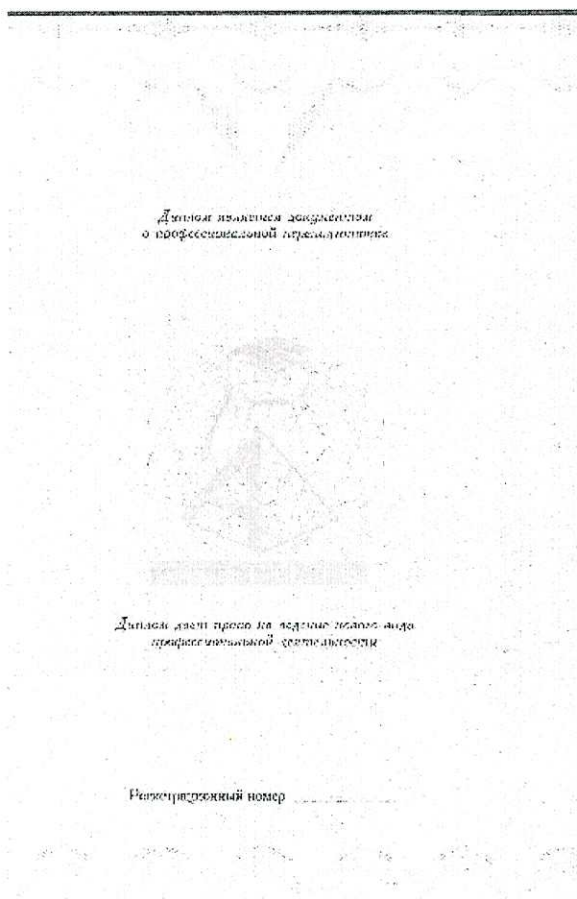 Диплом является документом
о профессиональной переподготовке
Диплом дает право на ведение нового вида
профессиональной деятельности
Регистрационный номер